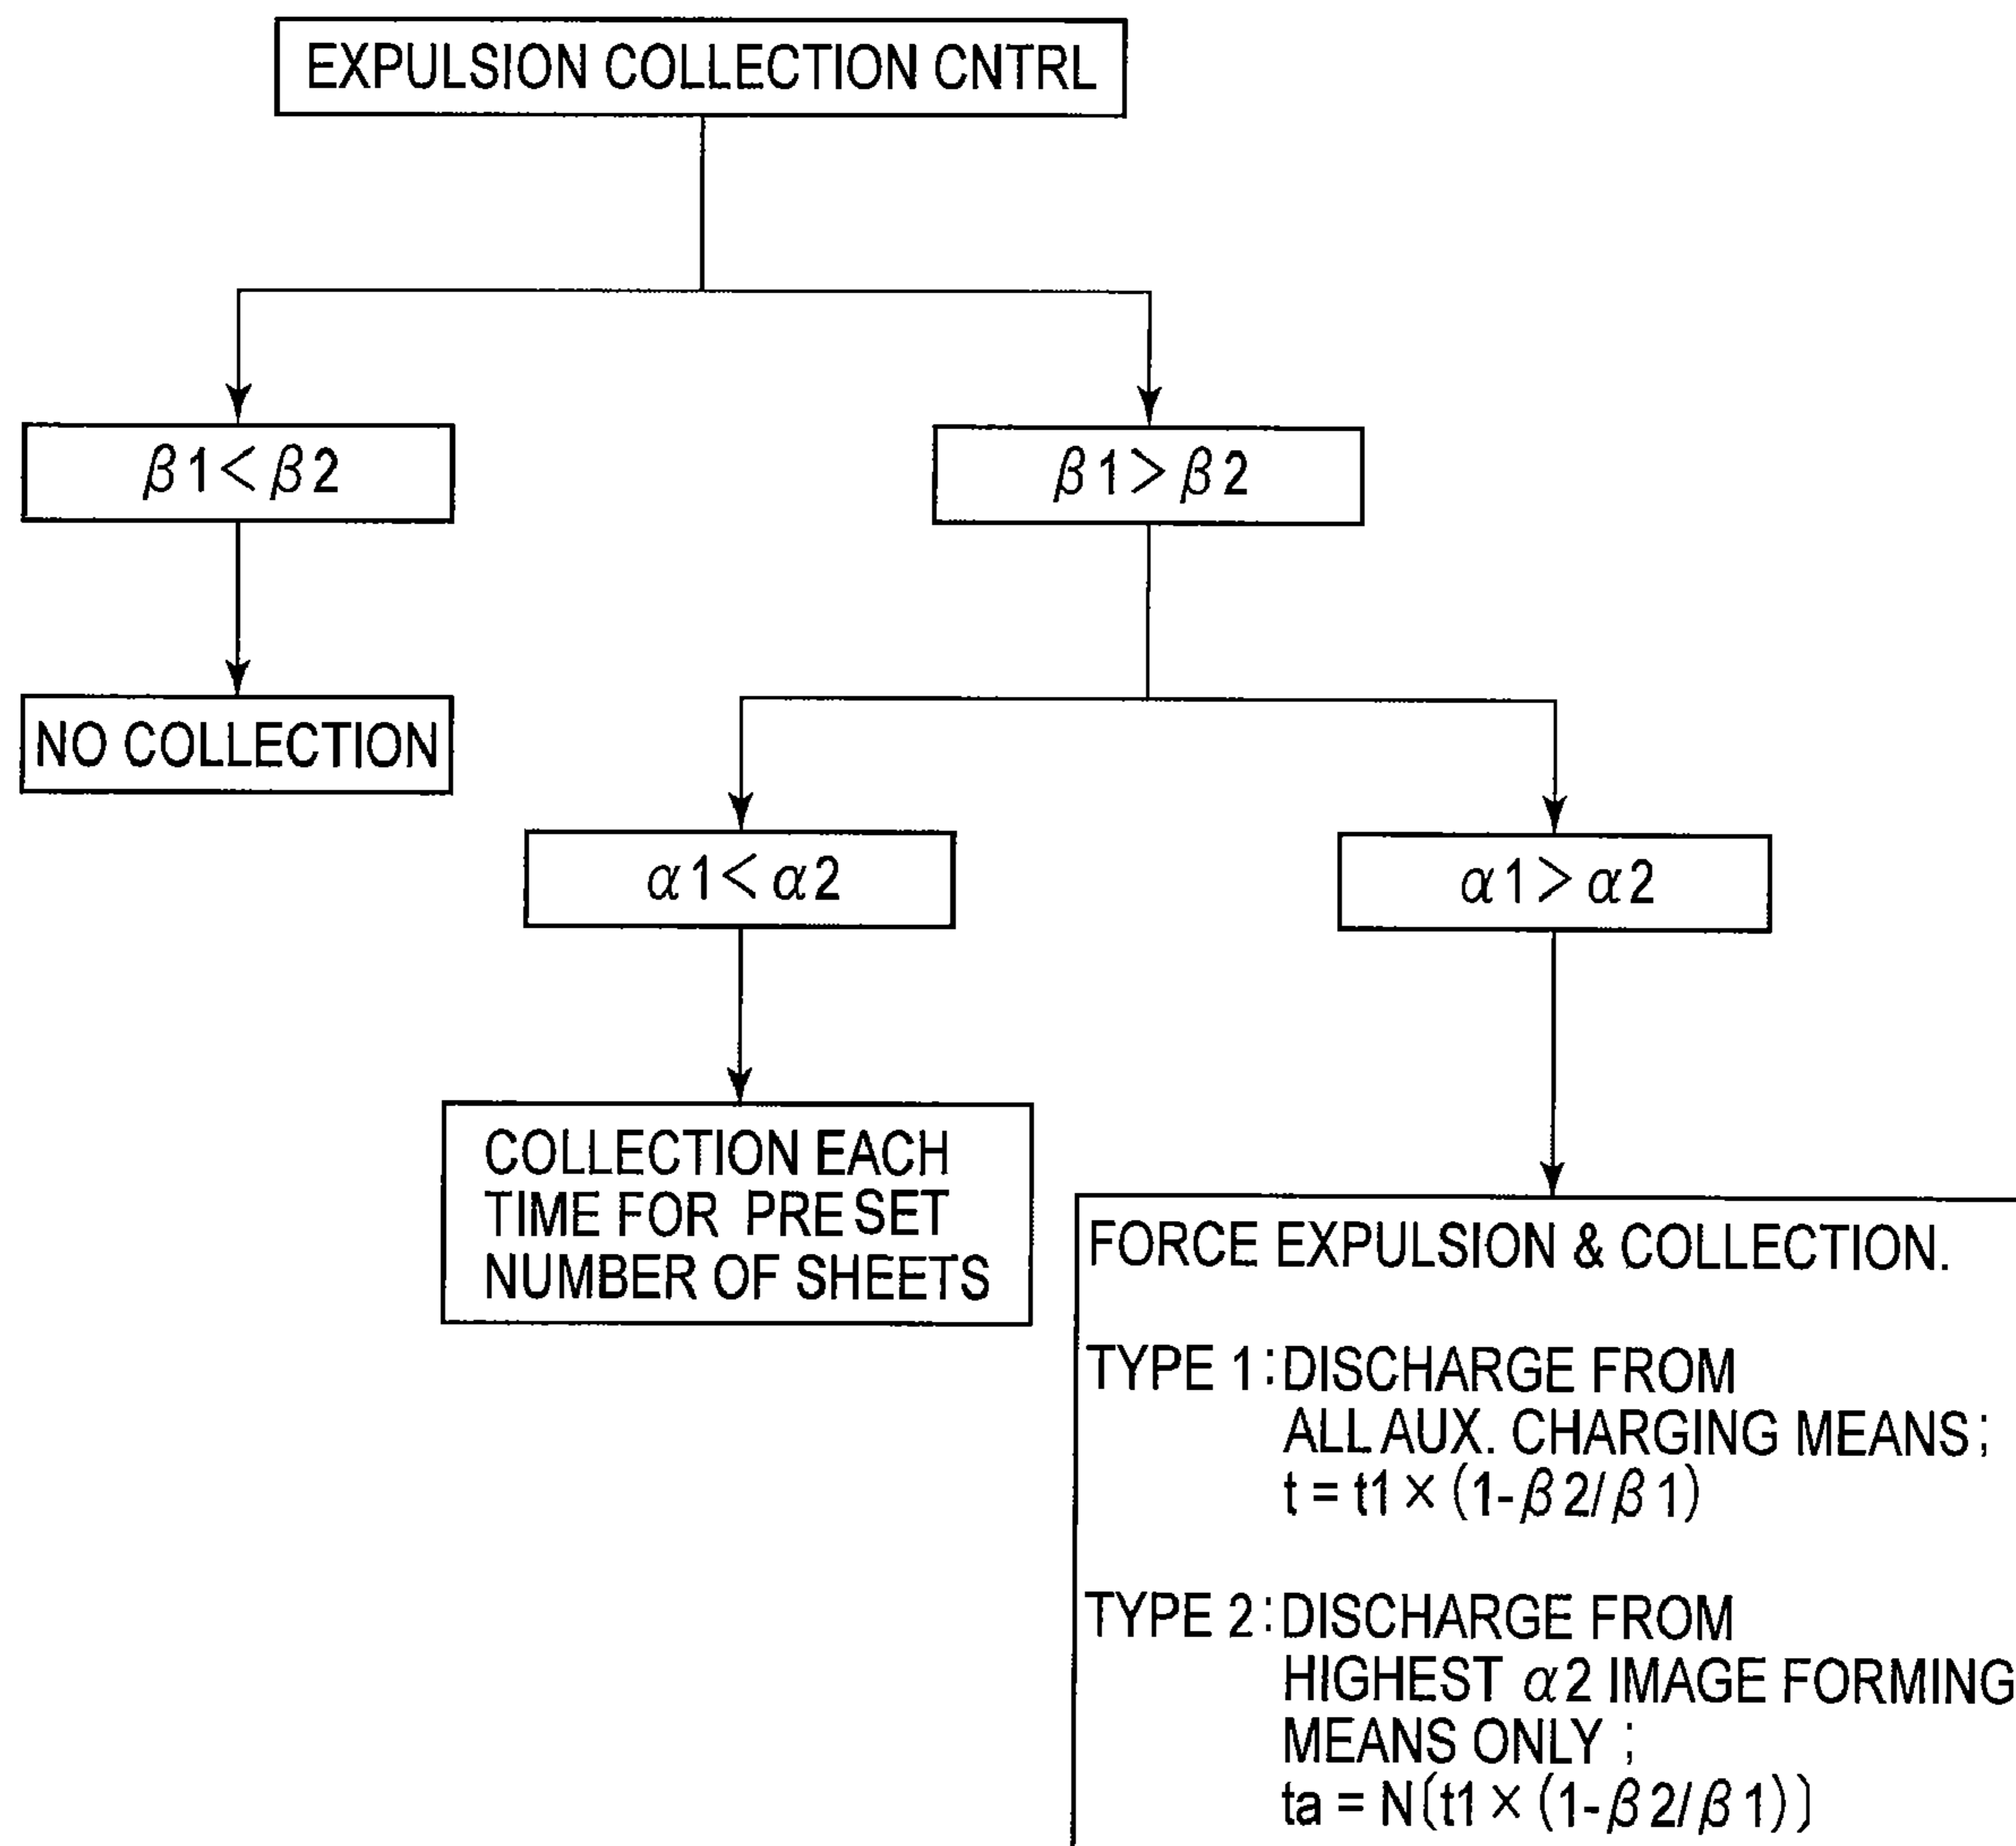 EXPULSION COLLECTION CNTRL
β1<β2
β1>β2
NO COLLECTION
α1<α2
α1>α2
COLLECTION EACH
TIME FOR PRESET
NUMBER OF SHEETS
FORCE EXPULSION & COLLECTION.
TYPE 1:DISCHARGE FROM
ALL AUX. CHARGING MEANS;
t = t1×(1-β2/β1)
TYPE 2:DISCHARGE FROM
HIGHEST α2 IMAGE FORMING
MEANS ONLY ;
ta = N[t1×(1-β2/β1)]